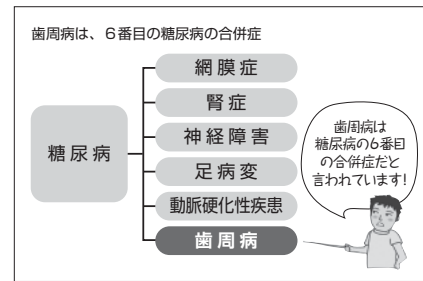 歯周病は、６番目の糖尿病の合併症
糖尿病
網膜症
腎症
神経障害
足病変
動脈硬化性疾患
歯周病
歯周病は
糖尿病の6番目
の合併症だと
言われています!